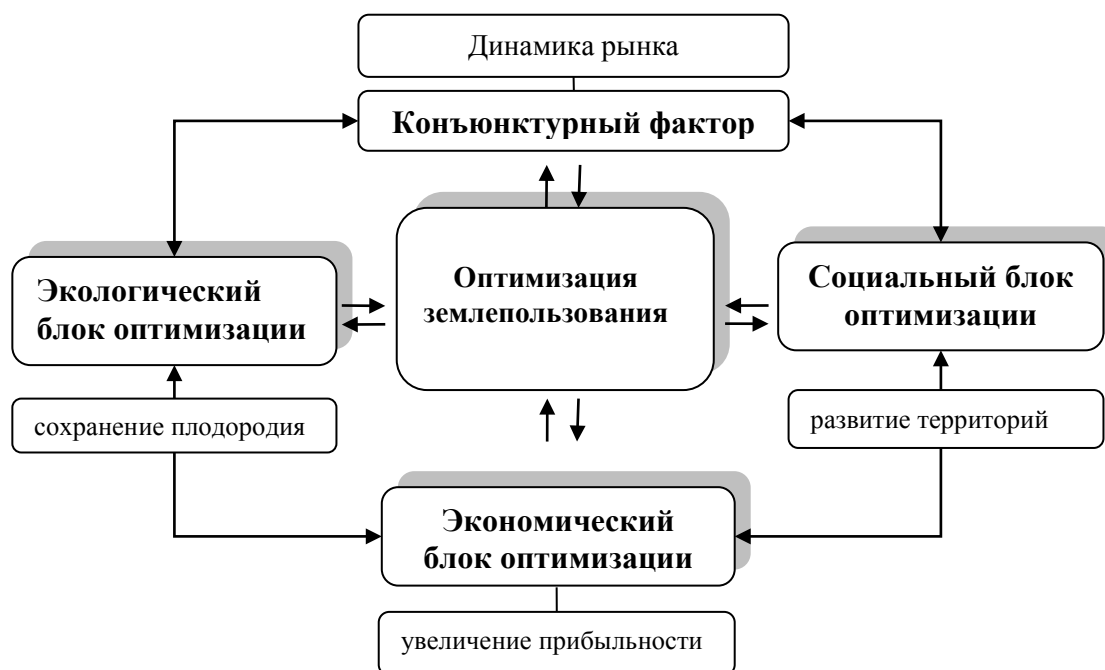 Динамика рынка
Конъюнктурный фактор
Оптимизация
землепользования
Экологический
блок оптимизации
Социальный блок
оптимизации
сохранение плодородия
развитие территорий
Экономический
блок оптимизации
увеличение прибыльности